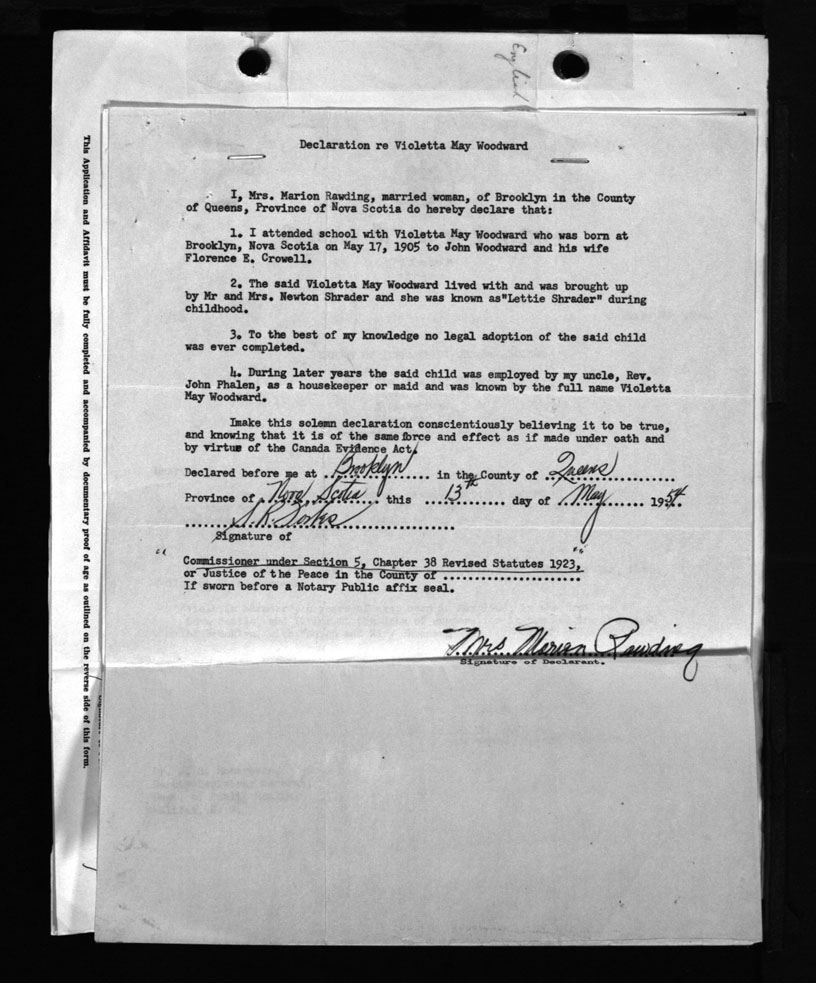 English
Declaration re Violetta May Woodward
I, Mrs. Marion Rawding, married woman, of Brooklyn in the County
of Queens, Province of Nova Scotia do hereby declare that:
1. I attended school with Violetta May Woodward who was born at
Brooklyn, Nova Scotia on May 17, 1905 to John Woodward and his wife
Florence E. Crowell.
2. The said Violetta May Woodward lived with and was brought up
by Mr and Mrs. Newton Shrader and she was known as"Lettie Shrader" during
childhood.
3. To the best of my knowledge no legal adoption of the said child
was ever completed.
4. During later years the said child was employed by my uncle, Rev.
John Phalen, as a housekeeper or maid and was known by the full name Violetta
May Woodward.
Imake this solemn declaration conscientiously believing it to be true,
and knowing that it is of the same force and effect as if made under oath and
by virtue of the Canada Evidence Act.
Declared before me at Brooklyn in the County of Queens
Province of Nova Scotia this 13th day of May 1954
S.R.
Signature of
" Commissioner under Section 5, Chapter 38 Revised Statutes 1923, "
or Justice of the Peace in the County of ........................
If sworn before a Notary Public affix seal.
Mrs. Marion Rawding
Signature of Declarant.
This Application and Affidavit must be fully completed and accompanied by documentary proof of age as outlined on the reverse side of this form.